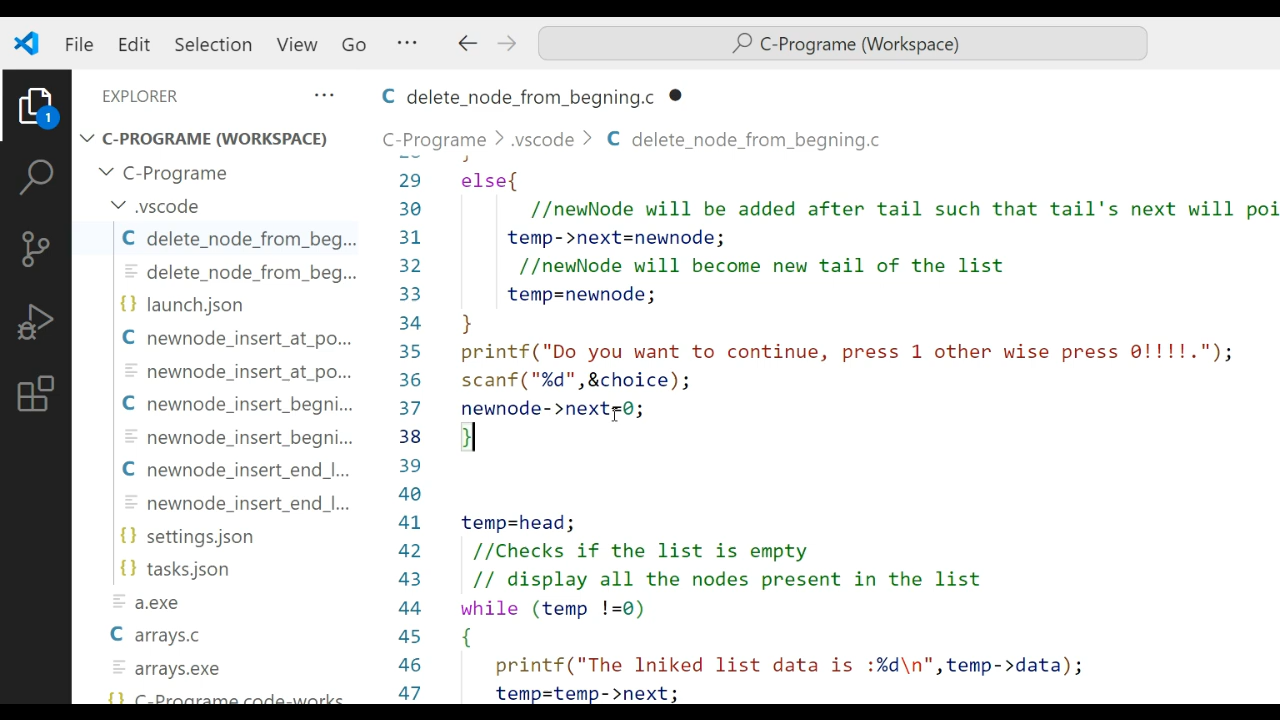 File Edit Selection View Go ··· C-Programe (Workspace)
EXPLORER ···
C delete_node_from_begning.c
1
C-PROGRAME (WORKSPACE)
C-Programe > .vscode > C delete_node_from_begning.c
C-Programe
.vscode
C delete_node_from_beg...
delete_node_from_beg...
{} launch.json
C newnode_insert_at_po...
newnode_insert_at_po...
C newnode_insert_begni...
newnode_insert_begni...
C newnode_insert_end_l...
newnode_insert_end_l...
{} settings.json
{} tasks.json
a.exe
C arrays.c
arrays.exe
{} C-Programe.code-works
29 else{
30 //newNode will be added after tail such that tail's next will poi
31 temp->next=newnode;
32 //newNode will become new tail of the list
33 temp=newnode;
34 }
35 printf("Do you want to continue, press 1 other wise press 0!!!!.");
36 scanf("%d",&choice);
37 newnode->next=0;
38 }
39
40
41 temp=head;
42 //Checks if the list is empty
43 // display all the nodes present in the list
44 while (temp !=0)
45 {
46 printf("The lniked list data is :%d\n",temp->data);
47 temp=temp->next;